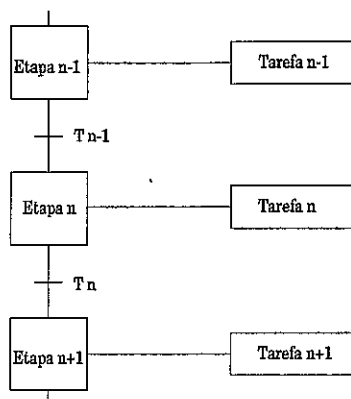 Etapa n-1
Tarefa n-1
T n-1
Etapa n
Tarefa n
T n
Etapa n+1
Tarefa n+1